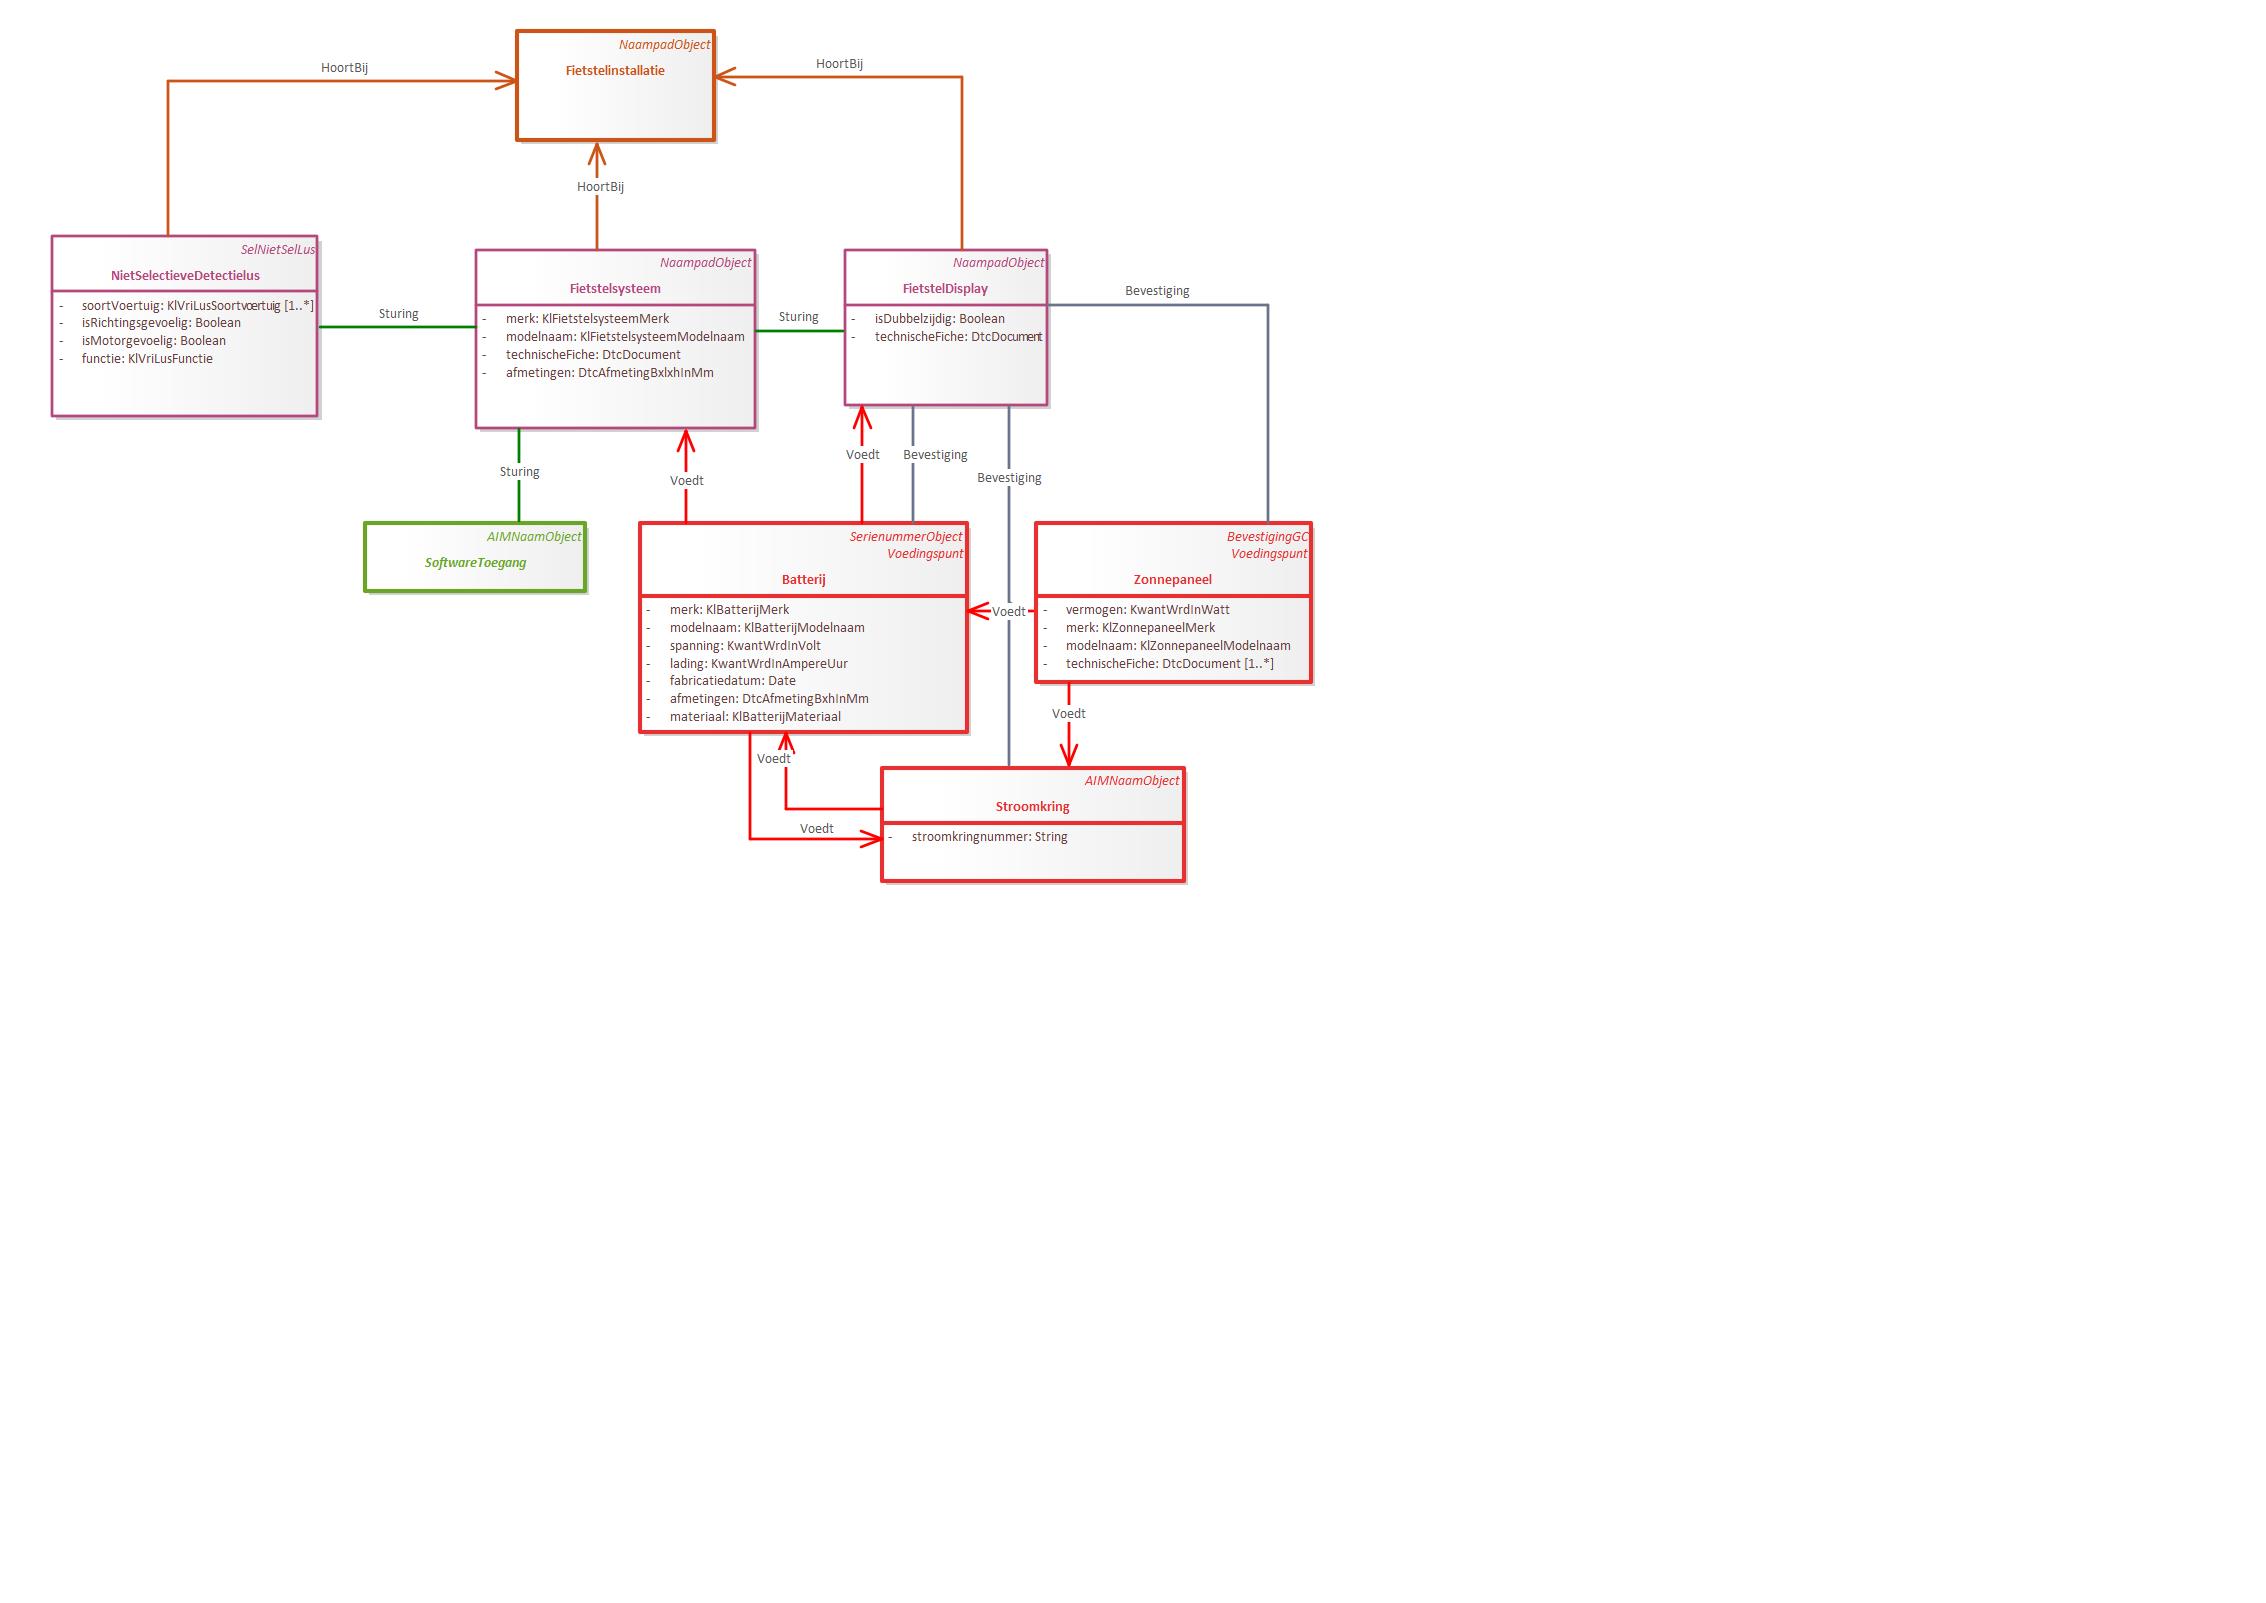 NaampadObject
Fietstelinstallatie
HoortBij
HoortBij
HoortBij
SelNietSelLus
NietSelectieveDetectielus
- soortVoertuig: KlVriLusSoortvoertuig [1..*]
- isRichtingsgevoelig: Boolean
- isMotorgevoelig: Boolean
- functie: KlVriLusFunctie
Sturing
NaampadObject
Fietstelsysteem
- merk: KlFietstelsysteemMerk
- modelnaam: KlFietstelsysteemModelnaam
- technischeFiche: DtcDocument
- afmetingen: DtcAfmetingBxlxhInMm
Sturing
NaampadObject
FietstelDisplay
- isDubbelzijdig: Boolean
- technischeFiche: DtcDocument
Bevestiging
Sturing
Voedt
Voedt
Bevestiging
Bevestiging
AIMNaamObject
SoftwareToegang
SerienummerObject
Voedingspunt
Batterij
- merk: KlBatterijMerk
- modelnaam: KlBatterijModelnaam
- spanning: KwantWrdInVolt
- lading: KwantWrdInAmpereUur
- fabricatiedatum: Date
- afmetingen: DtcAfmetingBxhInMm
- materiaal: KlBatterijMateriaal
Voedt
BevestigingGC
Voedingspunt
Zonnepaneel
- vermogen: KwantWrdInWatt
- merk: KlZonnepaneelMerk
- modelnaam: KlZonnepaneelModelnaam
- technischeFiche: DtcDocument [1..*]
Voedt
Voedt
Voedt
AIMNaamObject
Stroomkring
- stroomkringnummer: String